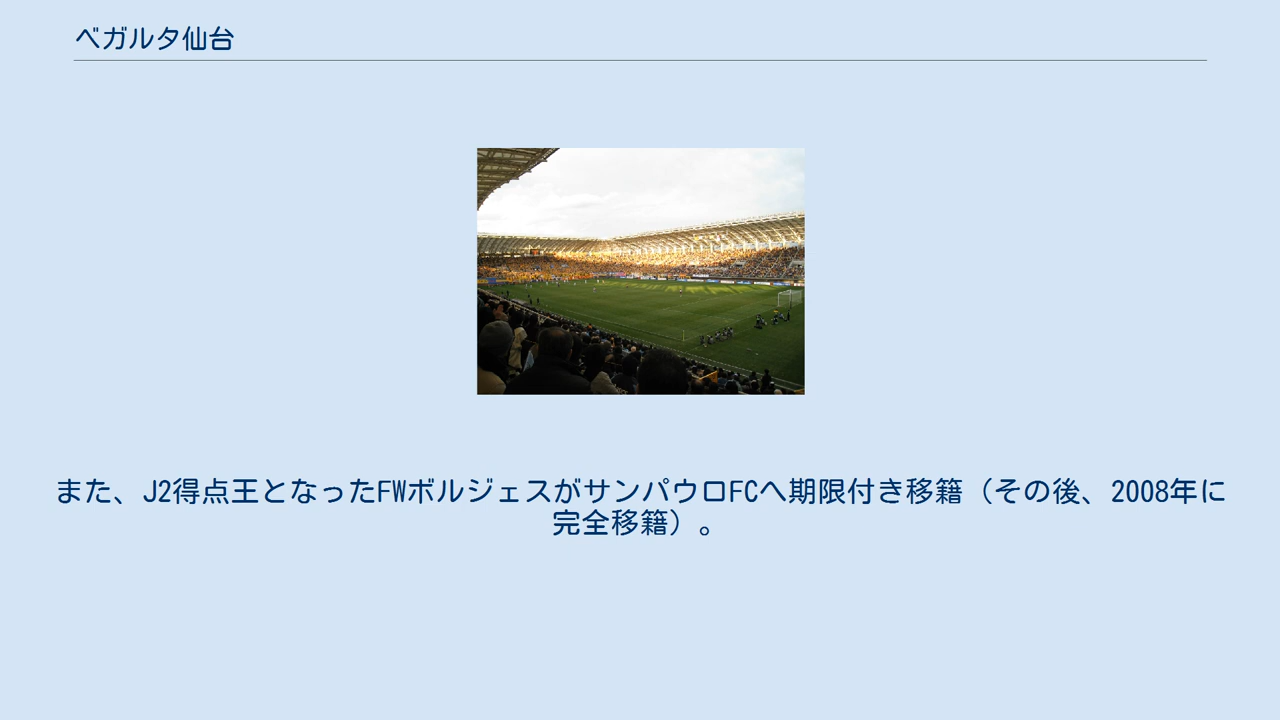 ベガルタ仙台
また、J2得点王となったFWボルジェスがサンパウロFCへ期限付き移籍（その後、2008年に
完全移籍）。